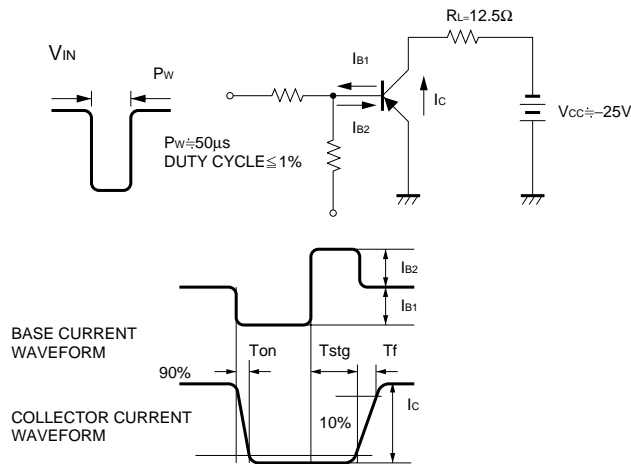 RL=12.5Ω
VIN
IB1
PW
IC
VCC≒−25V
IB2
PW≒50μs
DUTY CYCLE≦1%
IB2
IB1
BASE CURRENT
WAVEFORM
Ton
Tstg
Tf
90%
IC
COLLECTOR CURRENT
WAVEFORM
10%